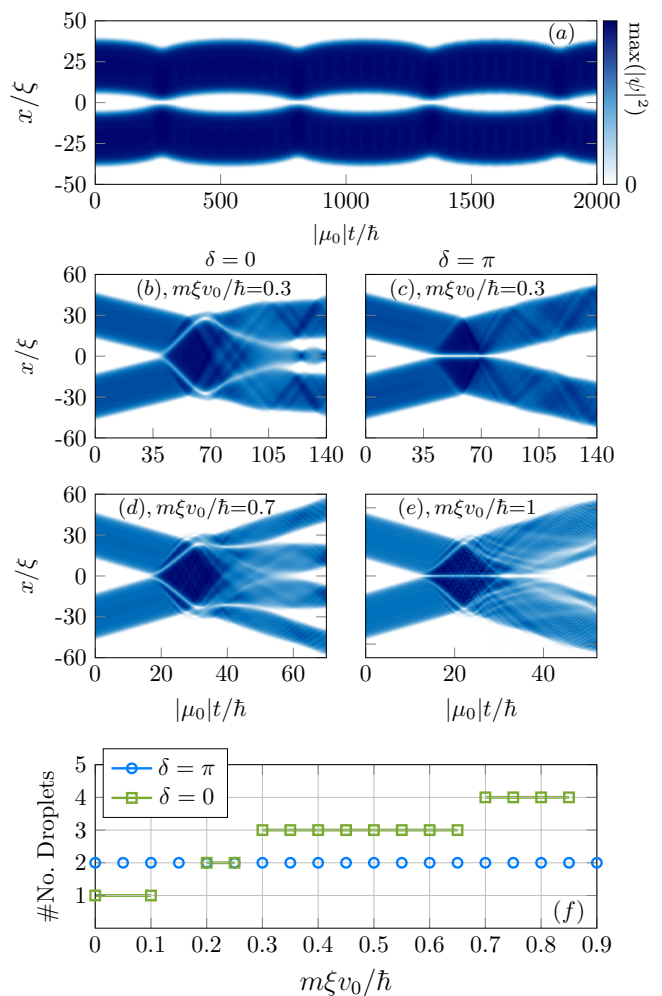 50
25
0
-25
-50
x/ξ
(a)
0
500
1000
1500
2000
|μ₀|t/ħ
max(|ψ|²)
0
δ = 0
δ = π
60
30
0
-30
-60
x/ξ
(b), mξv₀/ħ=0.3
(c), mξv₀/ħ=0.3
0
35
70
105
140
0
35
70
105
140
60
30
0
-30
-60
x/ξ
(d), mξv₀/ħ=0.7
(e), mξv₀/ħ=1
0
20
40
60
0
20
40
|μ₀|t/ħ
|μ₀|t/ħ
5
4
3
2
1
#No. Droplets
δ = π
δ = 0
(f)
0
0.1
0.2
0.3
0.4
0.5
0.6
0.7
0.8
0.9
mξv₀/ħ